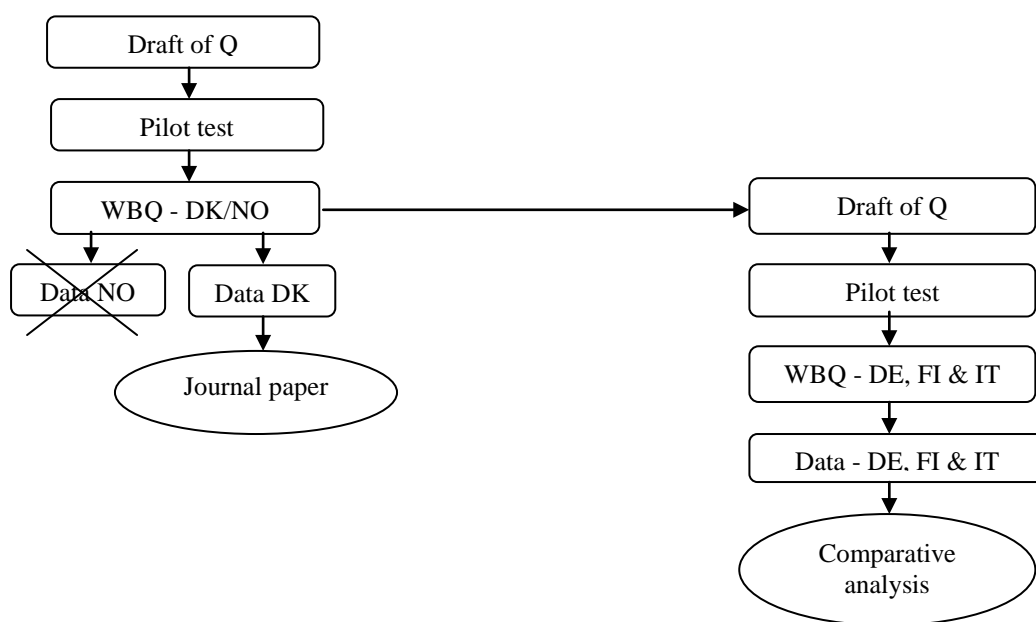 Draft of Q
Pilot test
WBQ - DK/NO
Data NO
Data DK
Journal paper
Draft of Q
Pilot test
WBQ - DE, FI & IT
Data - DE, FI & IT
Comparative
analysis